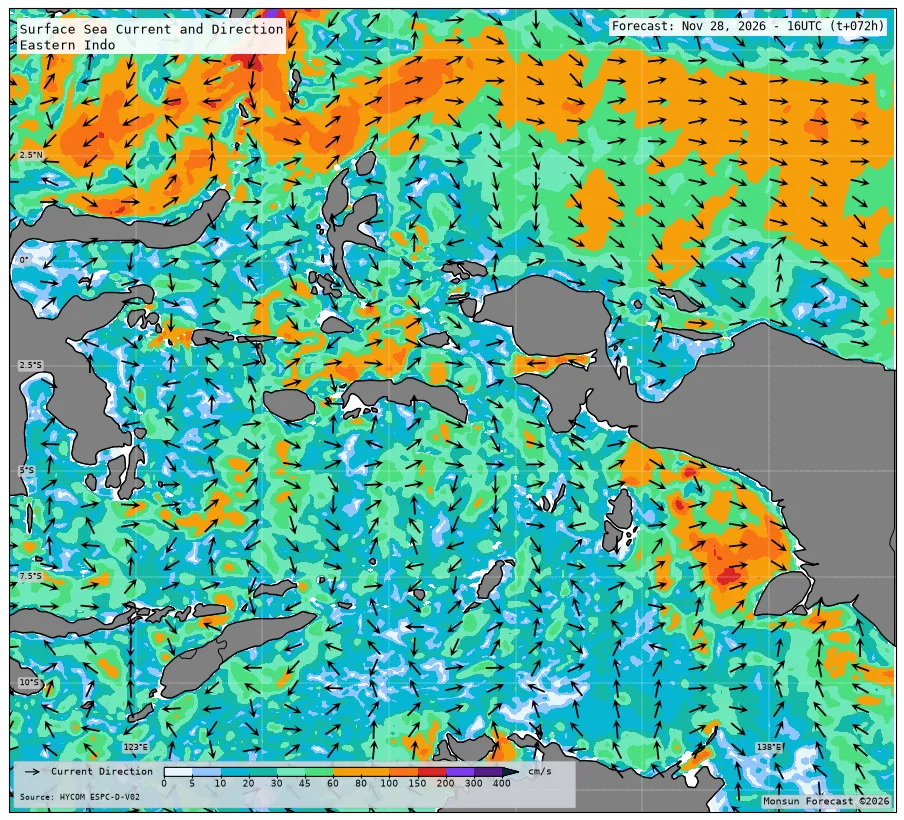 Surface Sea Current and Direction
Eastern Indo
Forecast: Nov 28, 2026 - 16UTC (t+072h)
2.5°N
0°
2.5°S
5°S
7.5°S
10°S
123°E
138°E
Current Direction
0 5 10 20 30 45 60 80 100 150 200 300 400
cm/s
Source: HYCOM ESPC-D-V02
Monsun Forecast ©2026